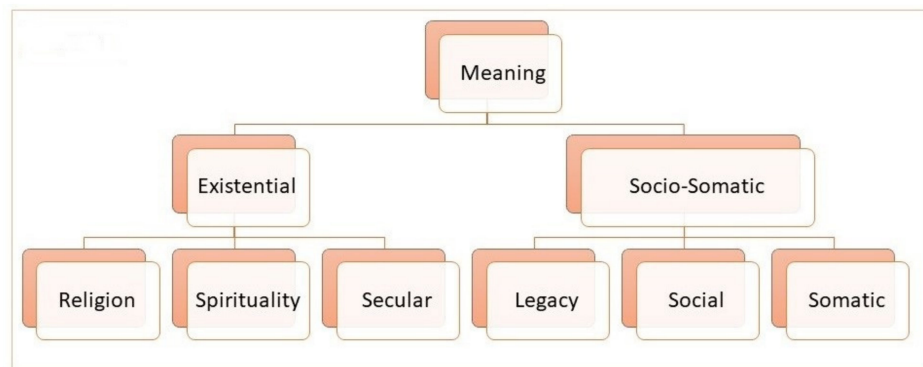 Meaning
Existential
Socio-Somatic
Religion
Spirituality
Secular
Legacy
Social
Somatic